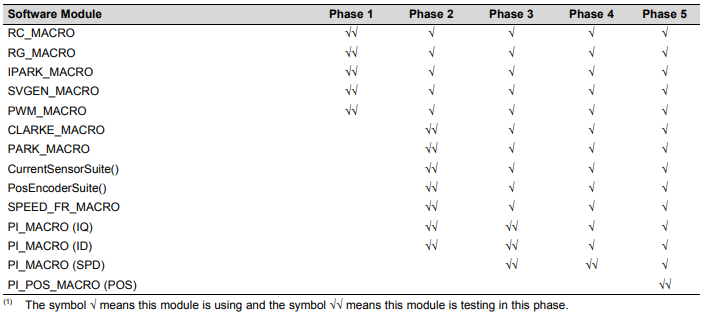 Software Module Phase 1 Phase 2 Phase 3 Phase 4 Phase 5
RC_MACRO √√ √ √ √ √
RG_MACRO √√ √ √ √ √
IPARK_MACRO √√ √ √ √ √
SVGEN_MACRO √√ √ √ √ √
PWM_MACRO √√ √ √ √ √
CLARKE_MACRO √√ √ √ √
PARK_MACRO √√ √ √ √
CurrentSensorSuite() √√ √ √ √
PosEncoderSuite() √√ √ √ √
SPEED_FR_MACRO √√ √ √ √
PI_MACRO (IQ) √√ √√ √ √
PI_MACRO (ID) √√ √√ √ √
PI_MACRO (SPD) √√ √√ √
PI_POS_MACRO (POS) √√
(1) The symbol √ means this module is using and the symbol √√ means this module is testing in this phase.